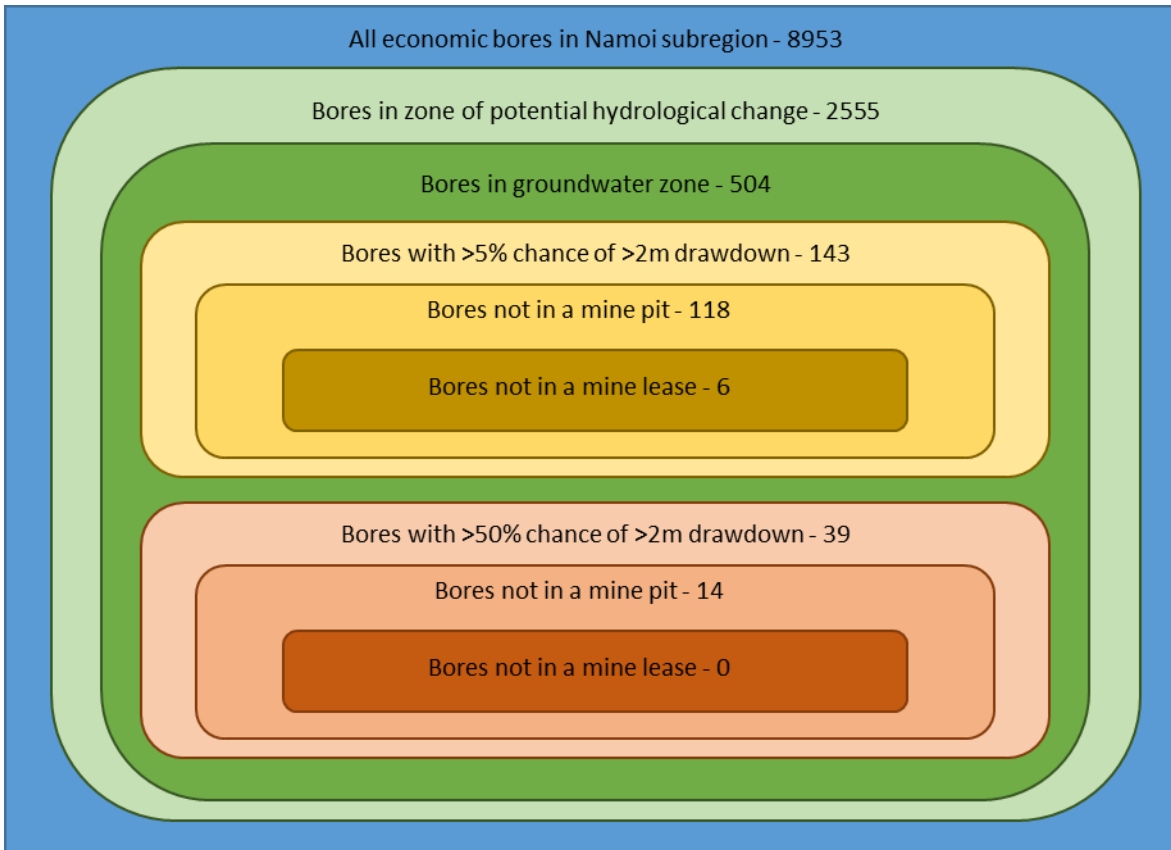 All economic bores in Namoi subregion - 8953
Bores in zone of potential hydrological change - 2555
Bores in groundwater zone - 504
Bores with >5% chance of >2m drawdown - 143
Bores not in a mine pit - 118
Bores not in a mine lease - 6
Bores with >50% chance of >2m drawdown - 39
Bores not in a mine pit - 14
Bores not in a mine lease - 0